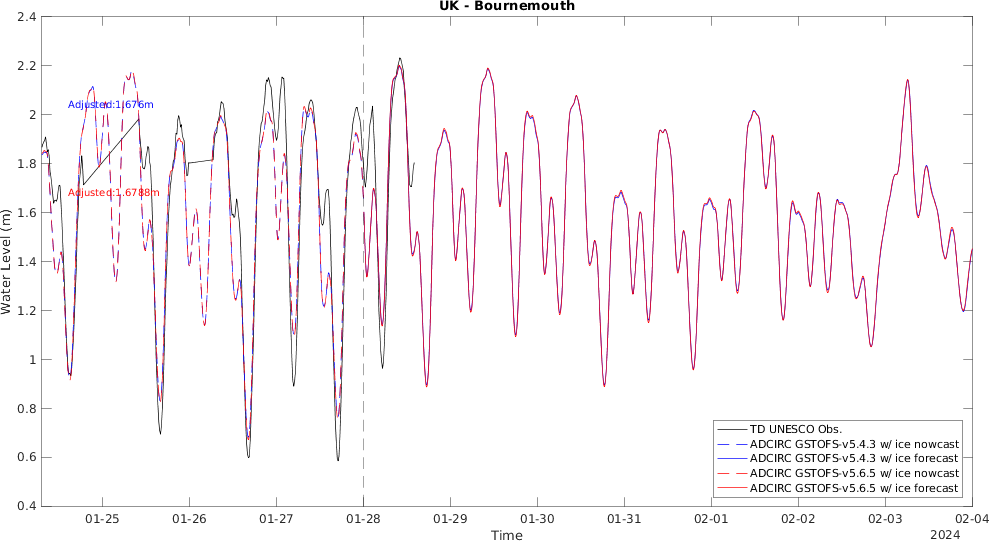 UK - Bournemouth
2.4
2.2
2
1.8
1.6
1.4
1.2
1
0.8
0.6
0.4
Water Level (m)
Adjusted:1.676m
Adjusted:1.6788m
TD UNESCO Obs.
ADCIRC GSTOFS-v5.4.3 w/ ice nowcast
ADCIRC GSTOFS-v5.4.3 w/ ice forecast
ADCIRC GSTOFS-v5.6.5 w/ ice nowcast
ADCIRC GSTOFS-v5.6.5 w/ ice forecast
01-25 01-26 01-27 01-28 01-29 01-30 01-31 02-01 02-02 02-03 02-04
Time
2024